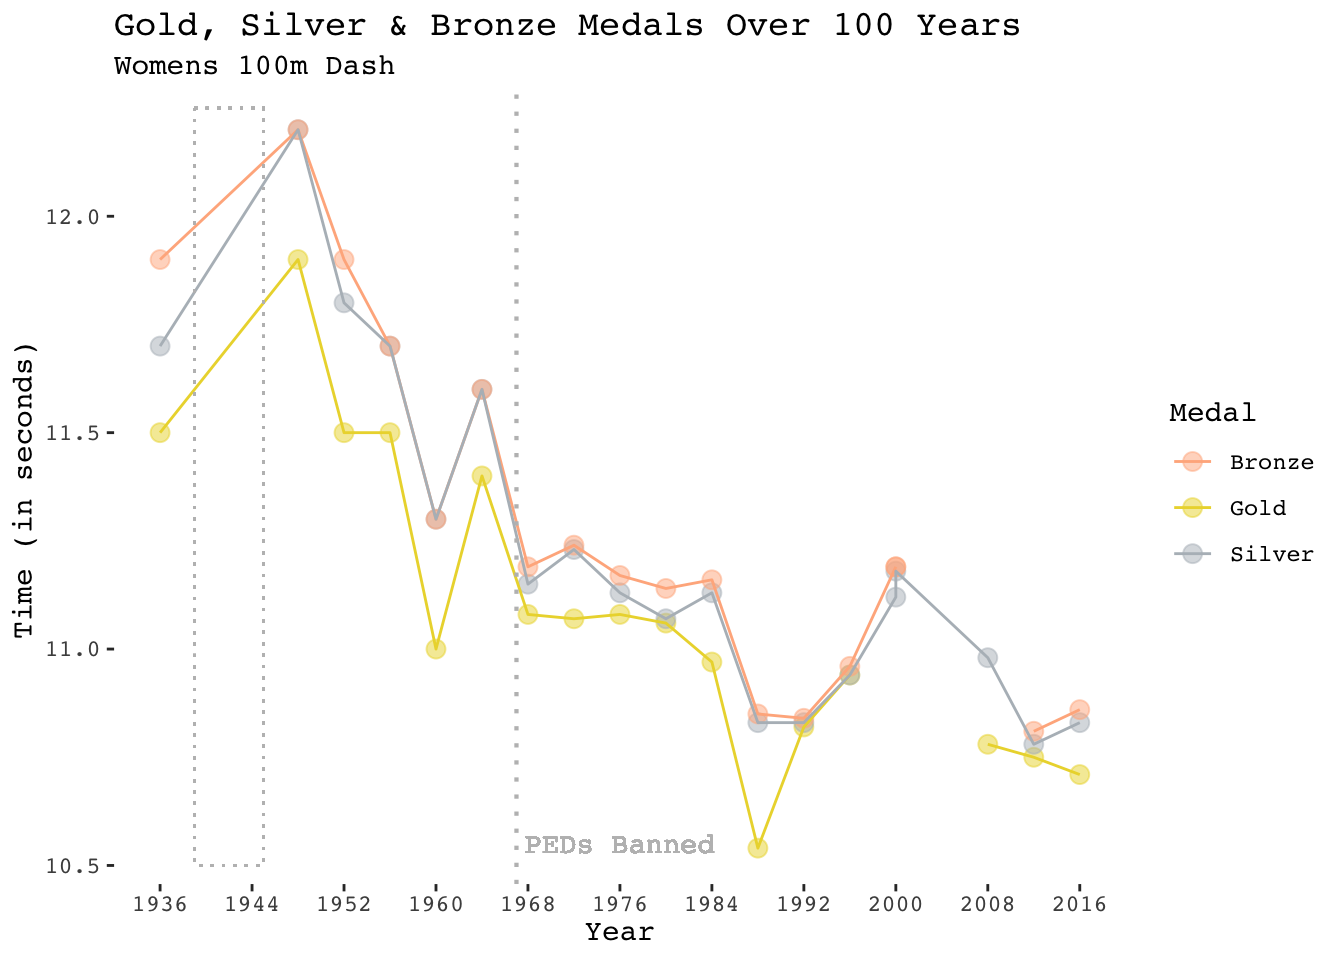 Gold, Silver & Bronze Medals Over 100 Years
Womens 100m Dash
Time (in seconds)
12.0
11.5
11.0
10.5
PEDs Banned
1936 1944 1952 1960 1968 1976 1984 1992 2000 2008 2016
Year
Medal
Bronze
Gold
Silver